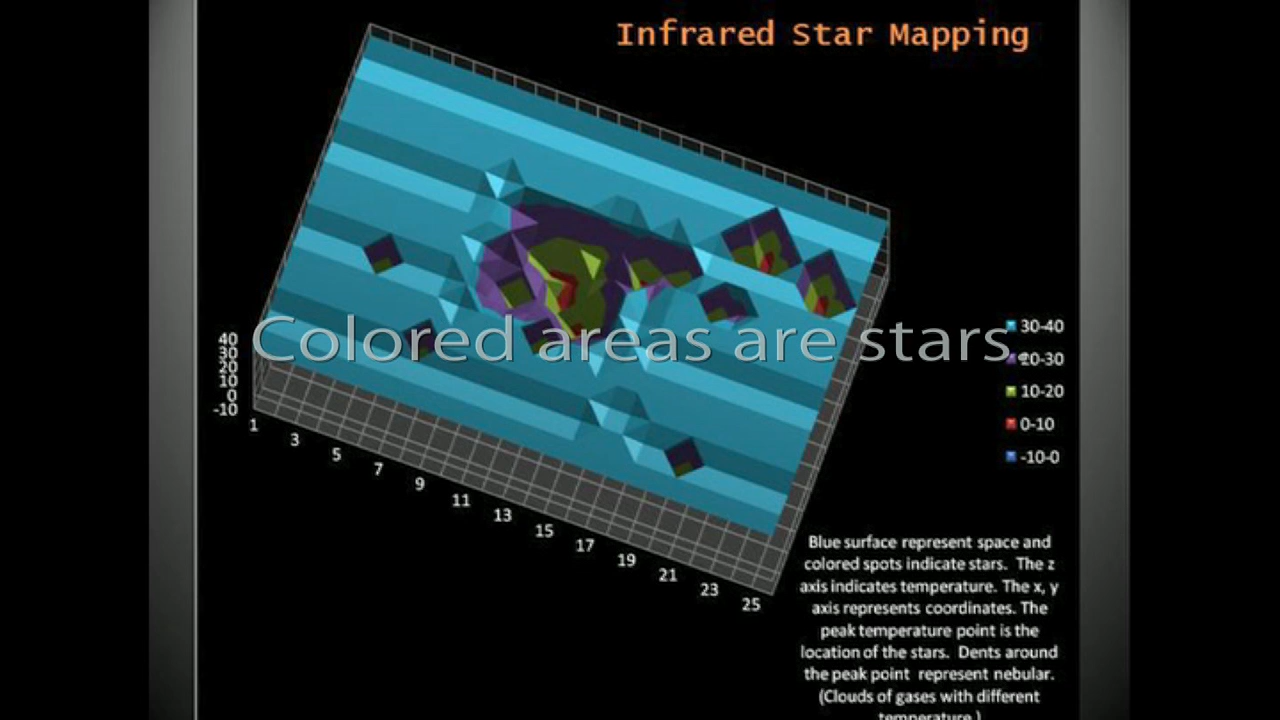 Infrared Star Mapping
Colored areas are stars.
40
30
20
10
0
-10
1
3
5
7
9
11
13
15
17
19
21
23
25
30-40
20-30
10-20
0-10
-10-0
Blue surface represent space and
colored spots indicate stars. The z
axis indicates temperature. The x, y
axis represents coordinates. The
peak temperature point is the
location of the stars. Dents around
the peak point represent nebular.
(Clouds of gases with different
temperature.)